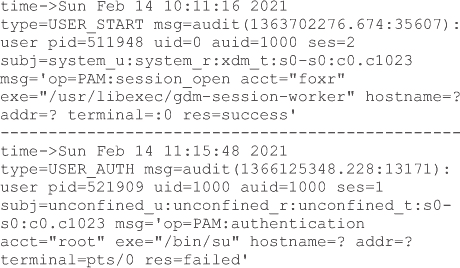 time->Sun Feb 14 10:11:16 2021
type=USER_START msg=audit(1363702276.674:35607):
user pid=511948 uid=0 auid=1000 ses=2
subj=system_u:system_r:xdm_t:s0-s0:c0.c1023
msg='op=PAM:session_open acct="foxr"
exe="/usr/libexec/gdm-session-worker" hostname=?
addr=? terminal=:0 res=success'
------------------------------------------------
time->Sun Feb 14 11:15:48 2021
type=USER_AUTH msg=audit(1366125348.228:13171):
user pid=521909 uid=1000 auid=1000 ses=1
subj=unconfined_u:unconfined_r:unconfined_t:s0-
s0:c0.c1023 msg='op=PAM:authentication
acct="root" exe="/bin/su" hostname=? addr=?
terminal=pts/0 res=failed'